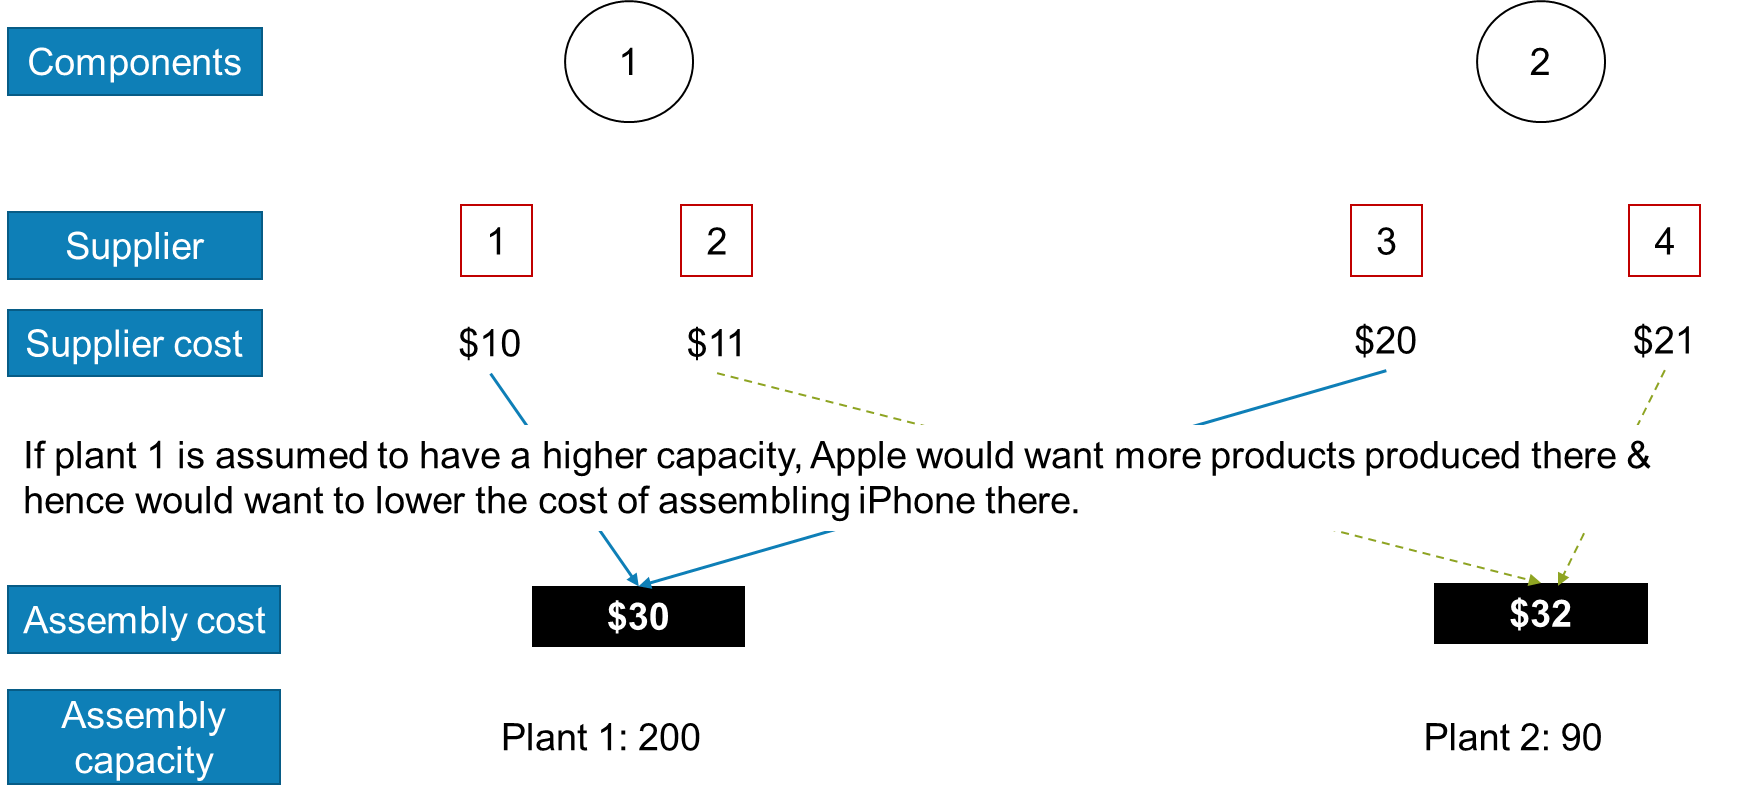 Components 1 2
Supplier 1 2 3 4
Supplier cost $10 $11 $20 $21
If plant 1 is assumed to have a higher capacity, Apple would want more products produced there &
hence would want to lower the cost of assembling iPhone there.
Assembly cost $30 $32
Assembly
capacity
Plant 1: 200 Plant 2: 90